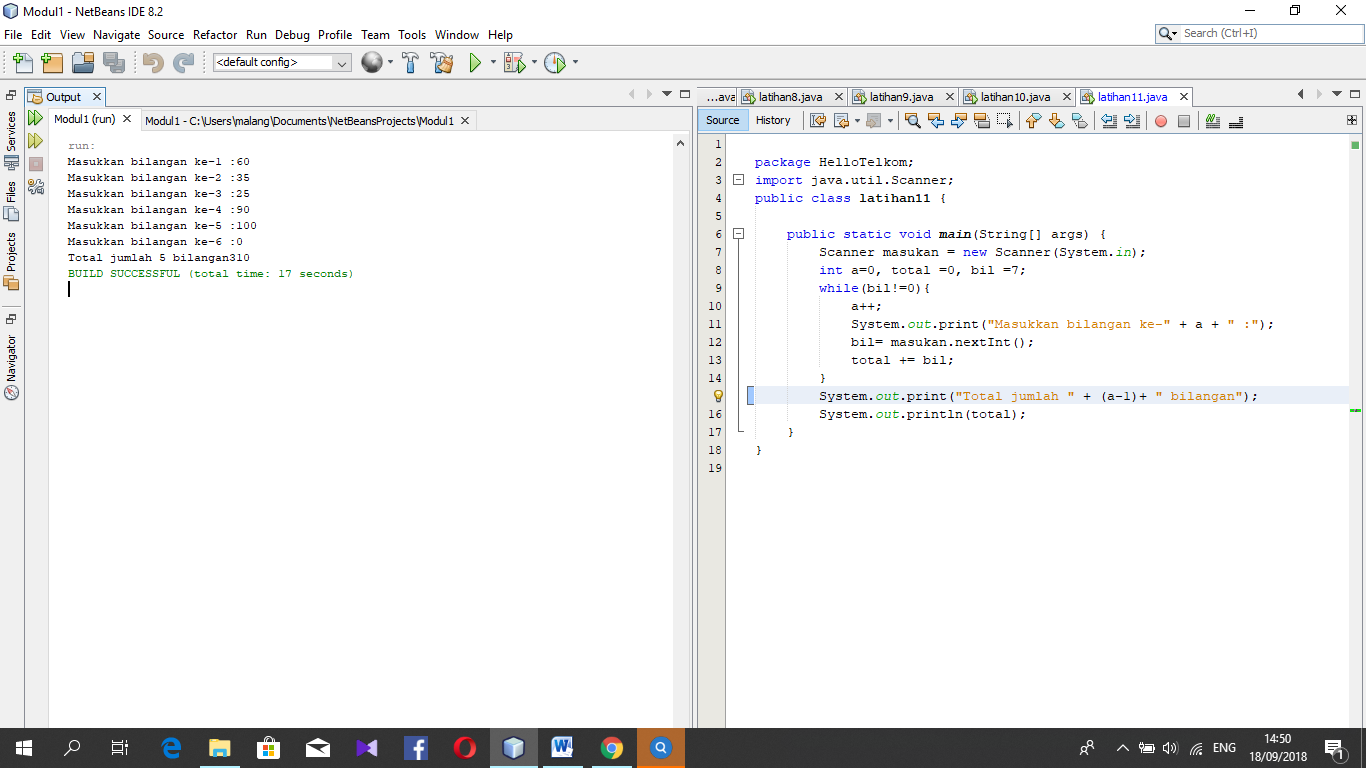 Modul1 - NetBeans IDE 8.2
File Edit View Navigate Source Refactor Run Debug Profile Team Tools Window Help
Search (Ctrl+I)
<default config>
Services
Files
Projects
Navigator
Output
Modul1 (run)
Modul1 - C:\Users\malang\Documents\NetBeansProjects\Modul1
run:
Masukkan bilangan ke-1 :60
Masukkan bilangan ke-2 :35
Masukkan bilangan ke-3 :25
Masukkan bilangan ke-4 :90
Masukkan bilangan ke-5 :100
Masukkan bilangan ke-6 :0
Total jumlah 5 bilangan310
BUILD SUCCESSFUL (total time: 17 seconds)
...ava latihan8.java latihan9.java latihan10.java latihan11.java
Source History
1
2 package HelloTelkom;
3 import java.util.Scanner;
4 public class latihan11 {
5
6 public static void main(String[] args) {
7 Scanner masukan = new Scanner(System.in);
8 int a=0, total =0, bil =7;
9 while(bil!=0){
10 a++;
11 System.out.print("Masukkan bilangan ke-" + a + " :");
12 bil= masukan.nextInt();
13 total += bil;
14 }
System.out.print("Total jumlah " + (a-1)+ " bilangan");
16 System.out.println(total);
17 }
18 }
19
ENG
14:50
18/09/2018
1